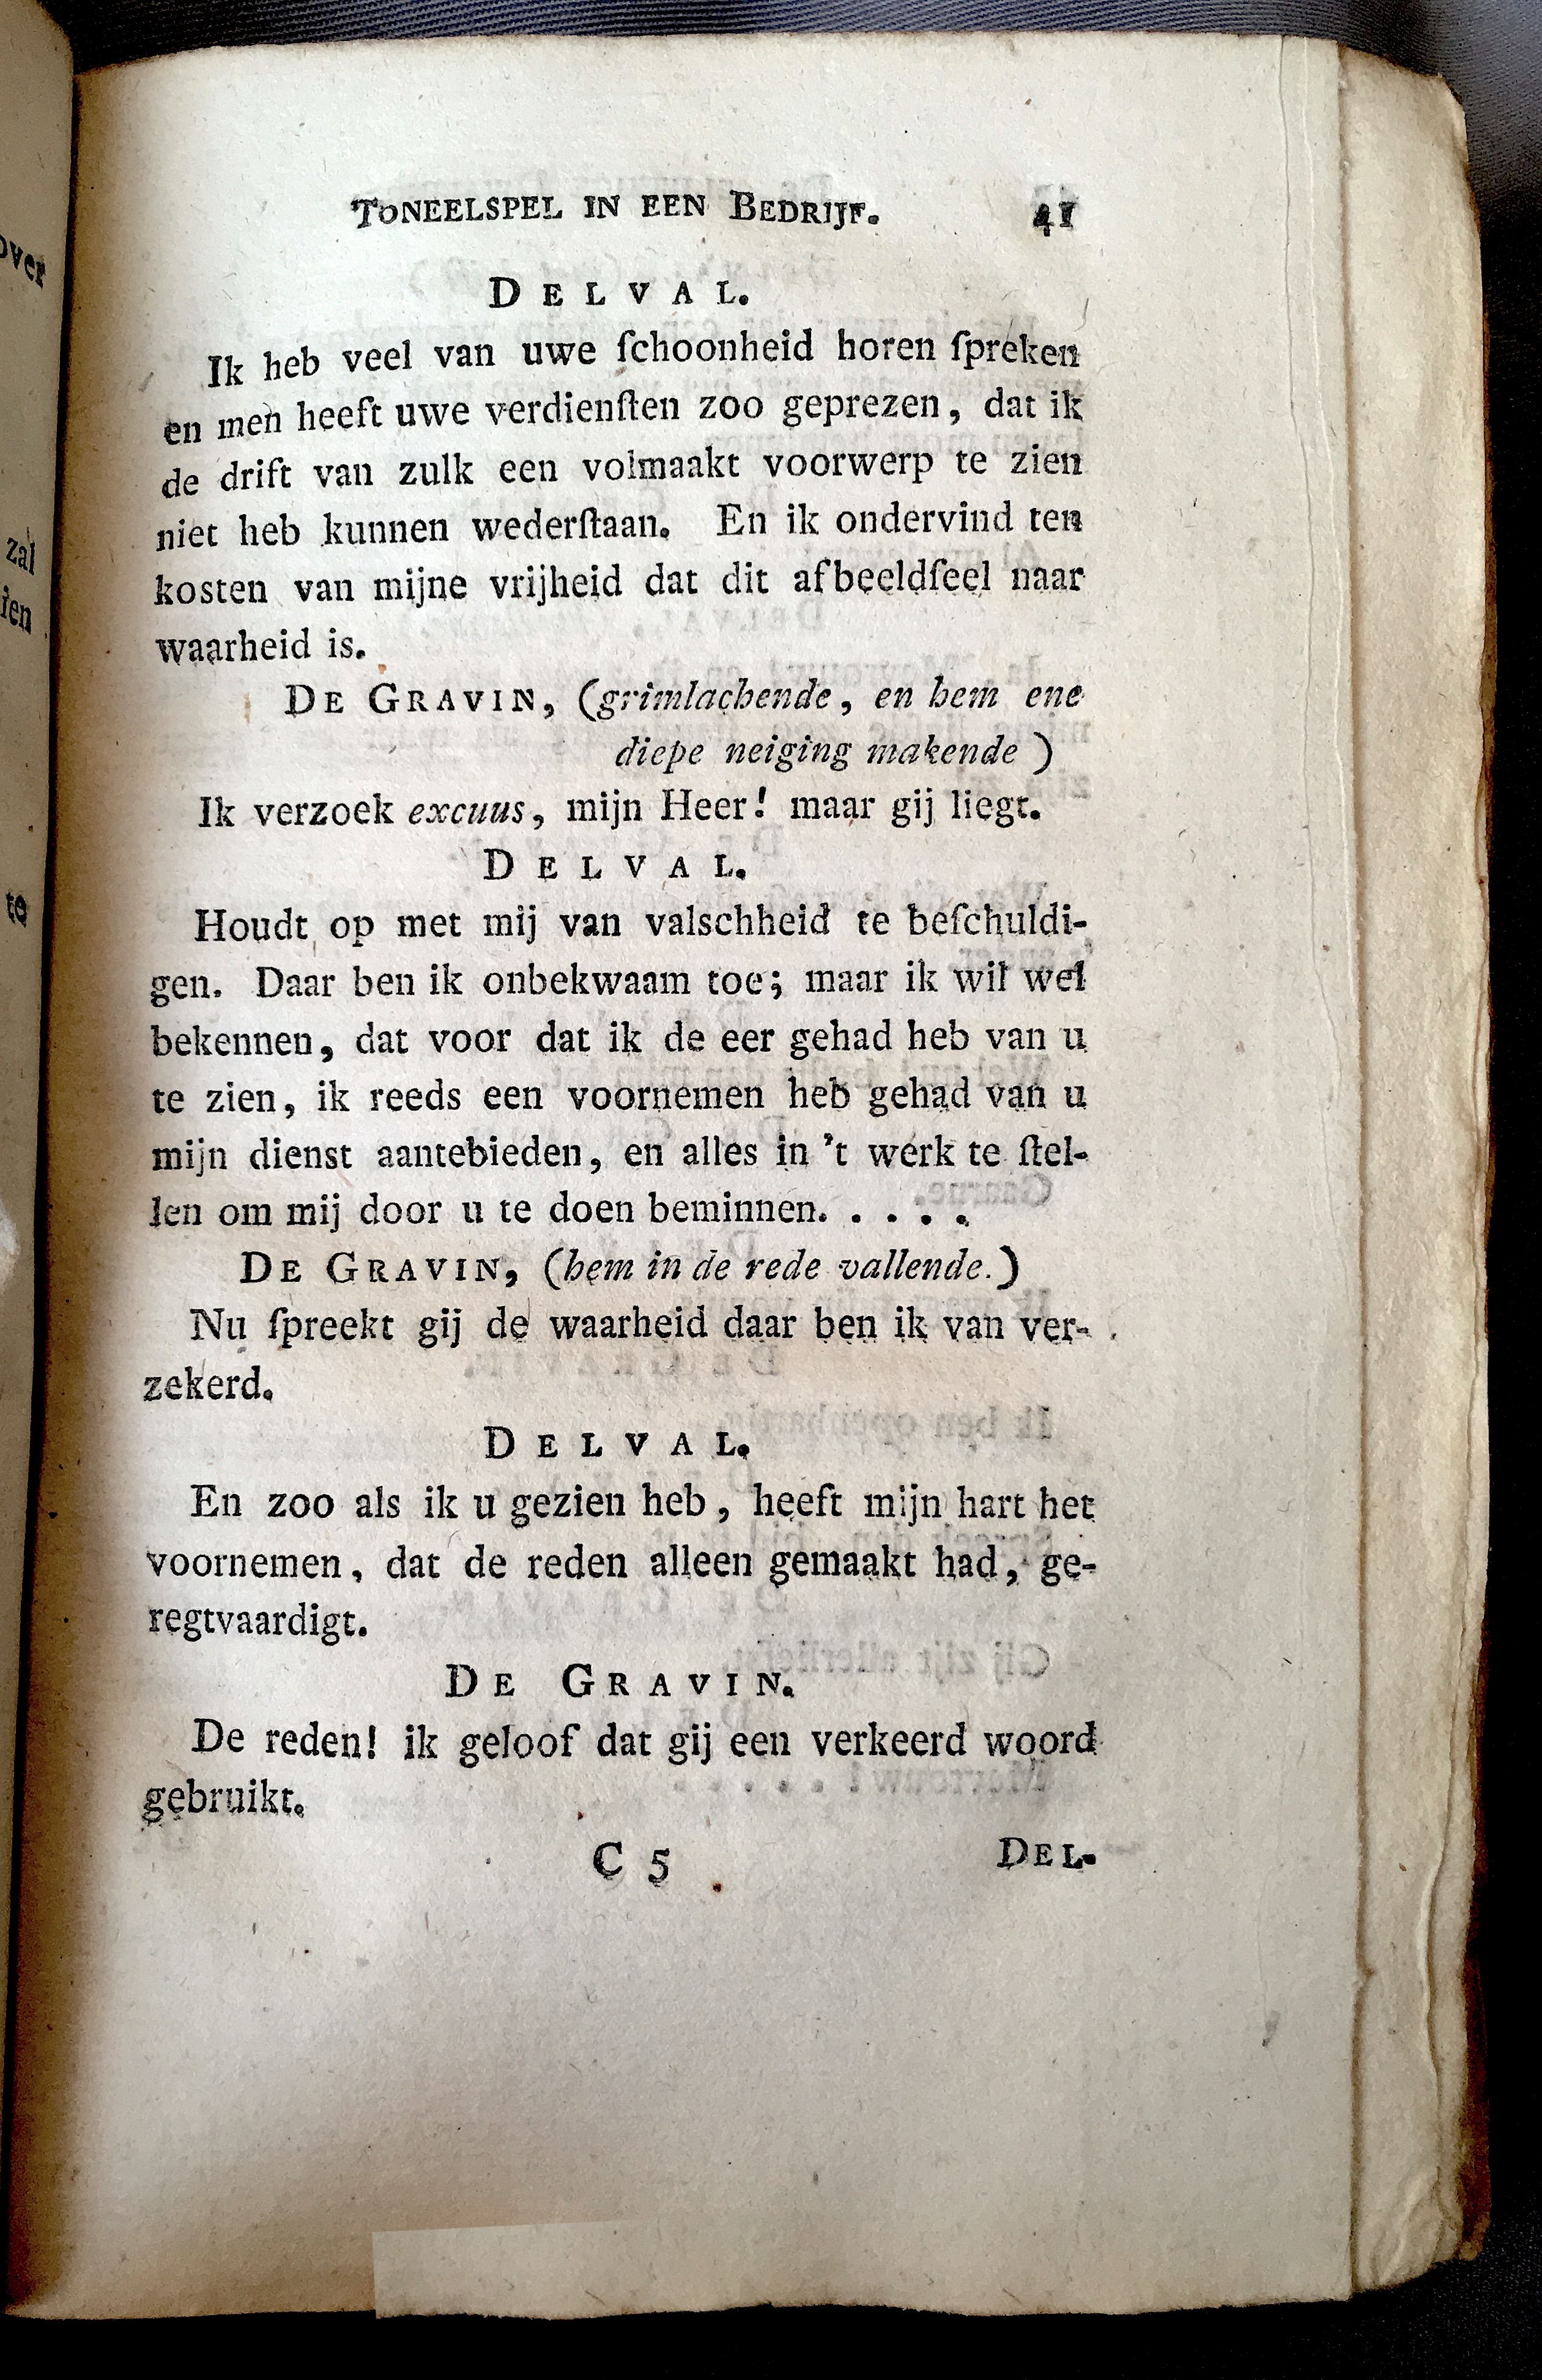 TONEELSPEL IN EEN BEDRIJF. 41
DELVAL.
Ik heb veel van uwe ſchoonheid horen ſpreken
en men heeft uwe verdienſten zoo geprezen, dat ik
de drift van zulk een volmaakt voorwerp te zien
niet heb kunnen wederſtaan. En ik ondervind ten
kosten van mijne vrijheid dat dit afbeeldſeel naar
waarheid is.
DE GRAVIN, (grimlachende, en hem ene
diepe neiging makende)
Ik verzoek excuus, mijn Heer! maar gij liegt.
DELVAL.
Houdt op met mij van valschheid te beſchuldi-
gen. Daar ben ik onbekwaam toe; maar ik wil wel
bekennen, dat voor dat ik de eer gehad heb van u
te zien, ik reeds een voornemen heb gehad van u
mijn dienst aantebieden, en alles in 't werk te ſtel-
len om mij door u te doen beminnen. . . . .
DE GRAVIN, (hem in de rede vallende.)
Nu ſpreekt gij de waarheid daar ben ik van ver-
zekerd.
DELVAL.
En zoo als ik u gezien heb, heeft mijn hart het
voornemen, dat de reden alleen gemaakt had, ge-
regtvaardigt.
DE GRAVIN.
De reden! ik geloof dat gij een verkeerd woord
gebruikt.
C 5 DEL-
over
zal
te